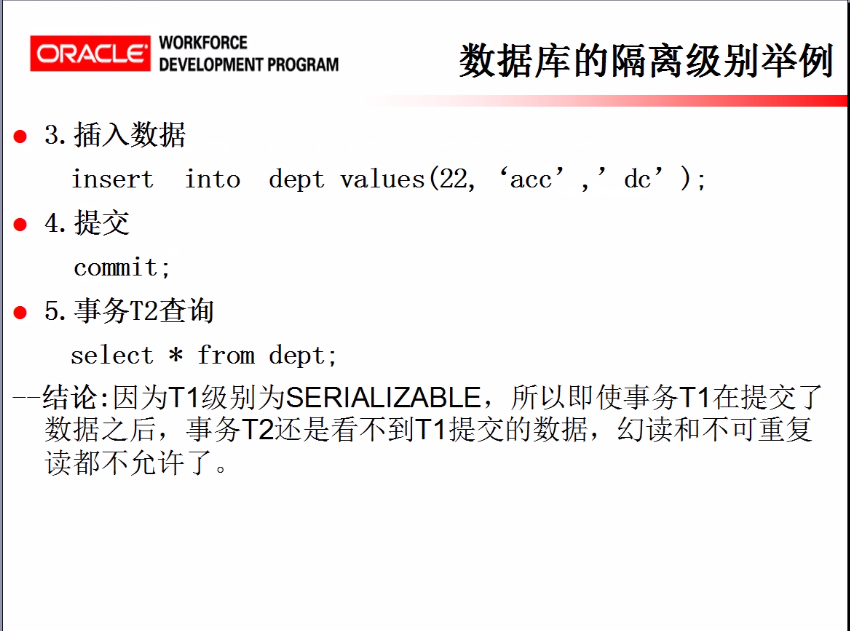 ORACLE WORKFORCE
DEVELOPMENT PROGRAM
数据库的隔离级别举例
3.插入数据
insert into dept values(22,‘acc’,’dc’);
4.提交
commit;
5.事务T2查询
select * from dept;
--结论:因为T1级别为SERIALIZABLE，所以即使事务T1在提交了
数据之后，事务T2还是看不到T1提交的数据，幻读和不可重复
读都不允许了。